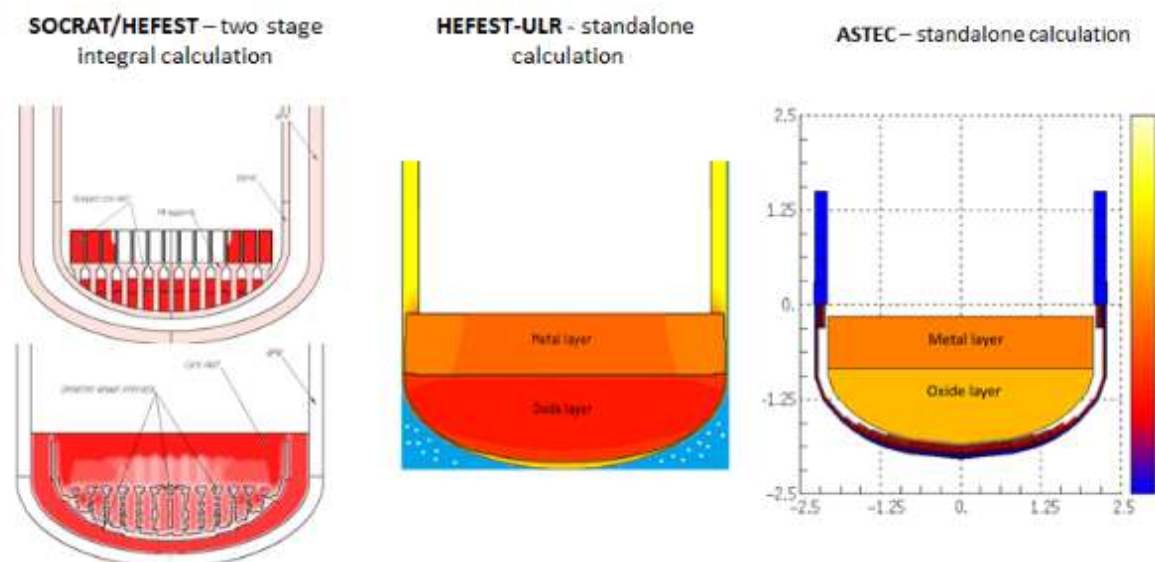 SOCRAT/HEFEST – two stage
integral calculation
HEFEST-ULR - standalone
calculation
ASTEC – standalone calculation
Metal layer
Oxide layer
2.5
1.25
0.
-1.25
-2.5
-2.5
-1.25
0.
1.25
2.5
Metal layer
Oxide layer